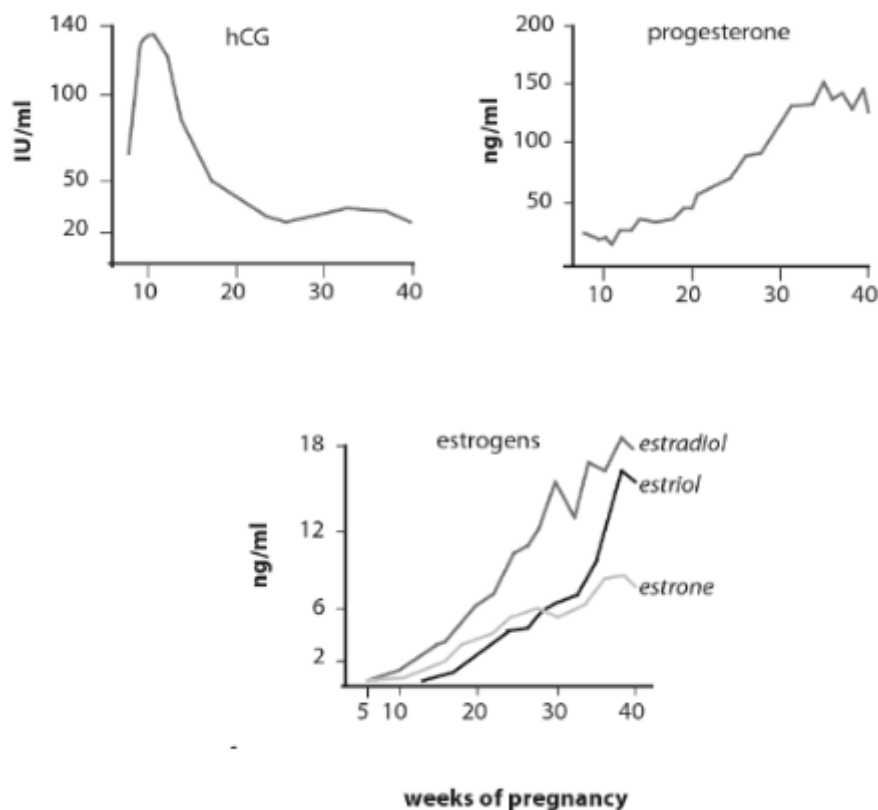 hCG
IU/ml
140
100
50
20
10 20 30 40
progesterone
ng/ml
200
150
100
50
10 20 30 40
estrogens
ng/ml
18
12
6
2
5 10 20 30 40
estradiol
estriol
estrone
weeks of pregnancy